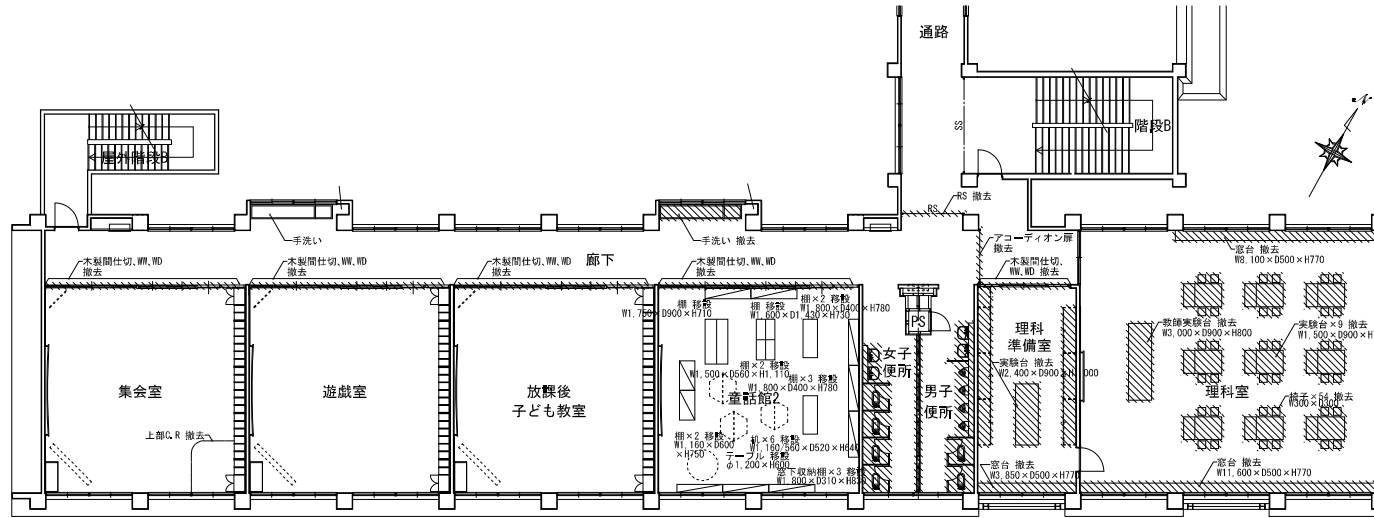 通路
N
屋外階段B
階段B
SS
RS 撤去
RS
手洗い
手洗い 撤去
廊下
アコーディオン扉
撤去
窓台 撤去
W8,100×D500×H770
木製間仕切、WW、WD
撤去
木製間仕切、WW、WD
撤去
木製間仕切、WW、WD
撤去
木製間仕切、WW、WD
撤去
木製間仕切、
WW、WD 撤去
棚 移設
W1,750×D900×H710
棚 移設
W1,600×D1,430×H730
棚×2 移設
W1,800×D400×H780
PS
理科
準備室
教師実験台 撤去
W3,000×D900×H800
実験台×9 撤去
W1,500×D900×H
女子
便所
男子
便所
実験台 撤去
W2,400×D900×H1,000
棚×2 移設
W1,500×D560×H1,110
棚×3 移設
W1,800×D400×H780
集会室
遊戯室
放課後
子ども教室
童話館2
理科室
椅子×54 撤去
W300×D300
上部C.R 撤去
棚×2 移設
W1,160×D600
×H750
机×6 移設
W1,160/560×D520×H640
テーブル 移設
φ1,200×H600
窓下収納棚×3 移設
W1,800×D310×H830
窓台 撤去
W3,850×D500×H770
窓台 撤去
W11,600×D500×H770